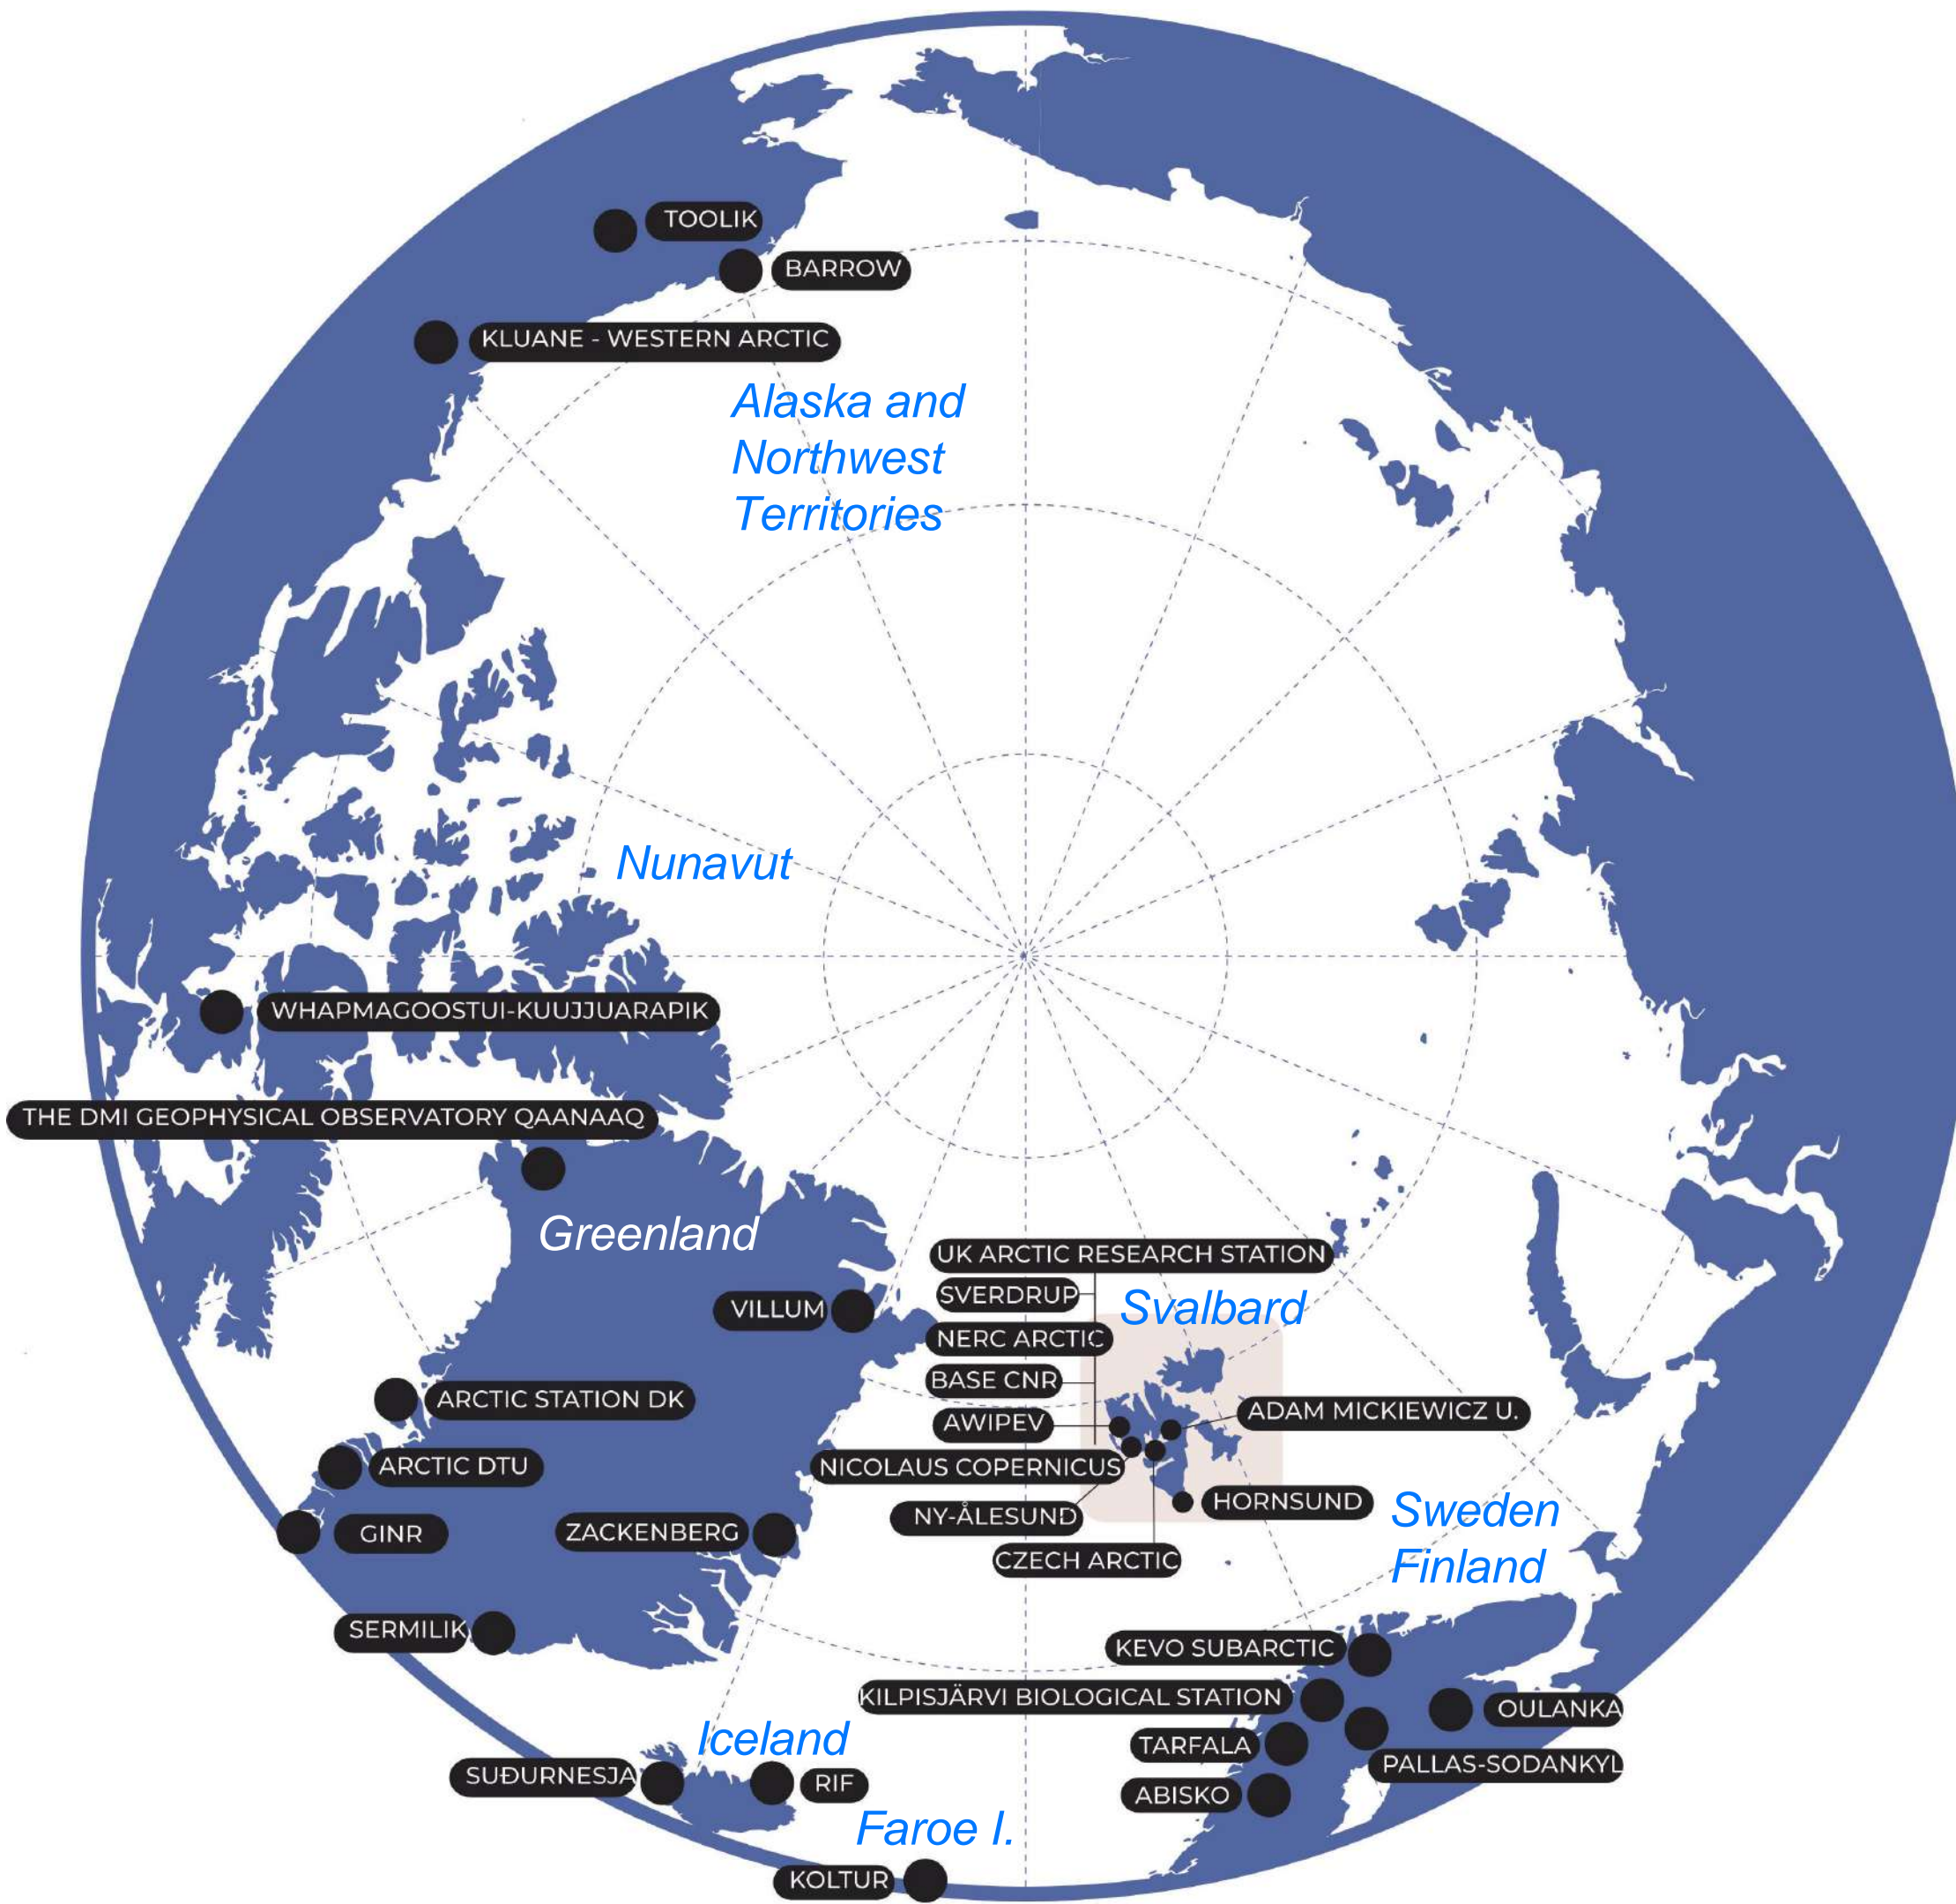 TOOLIK
BARROW
KLUANE - WESTERN ARCTIC
Alaska and
Northwest
Territories
Nunavut
WHAPMAGOOSTUI-KUUJJUARAPIK
THE DMI GEOPHYSICAL OBSERVATORY QAANAAQ
Greenland
UK ARCTIC RESEARCH STATION
SVERDRUP
Svalbard
VILLUM
NERC ARCTIC
BASE CNR
ARCTIC STATION DK
AWIPEV
ADAM MICKIEWICZ U.
ARCTIC DTU
NICOLAUS COPERNICUS
HORNSUND
NY-ÅLESUND
Sweden
Finland
GINR
ZACKENBERG
CZECH ARCTIC
SERMILIK
KEVO SUBARCTIC
KILPISJÄRVI BIOLOGICAL STATION
OULANKA
Iceland
TARFALA
PALLAS-SODANKYL
SUÐURNESJA
RIF
ABISKO
Faroe I.
KOLTUR